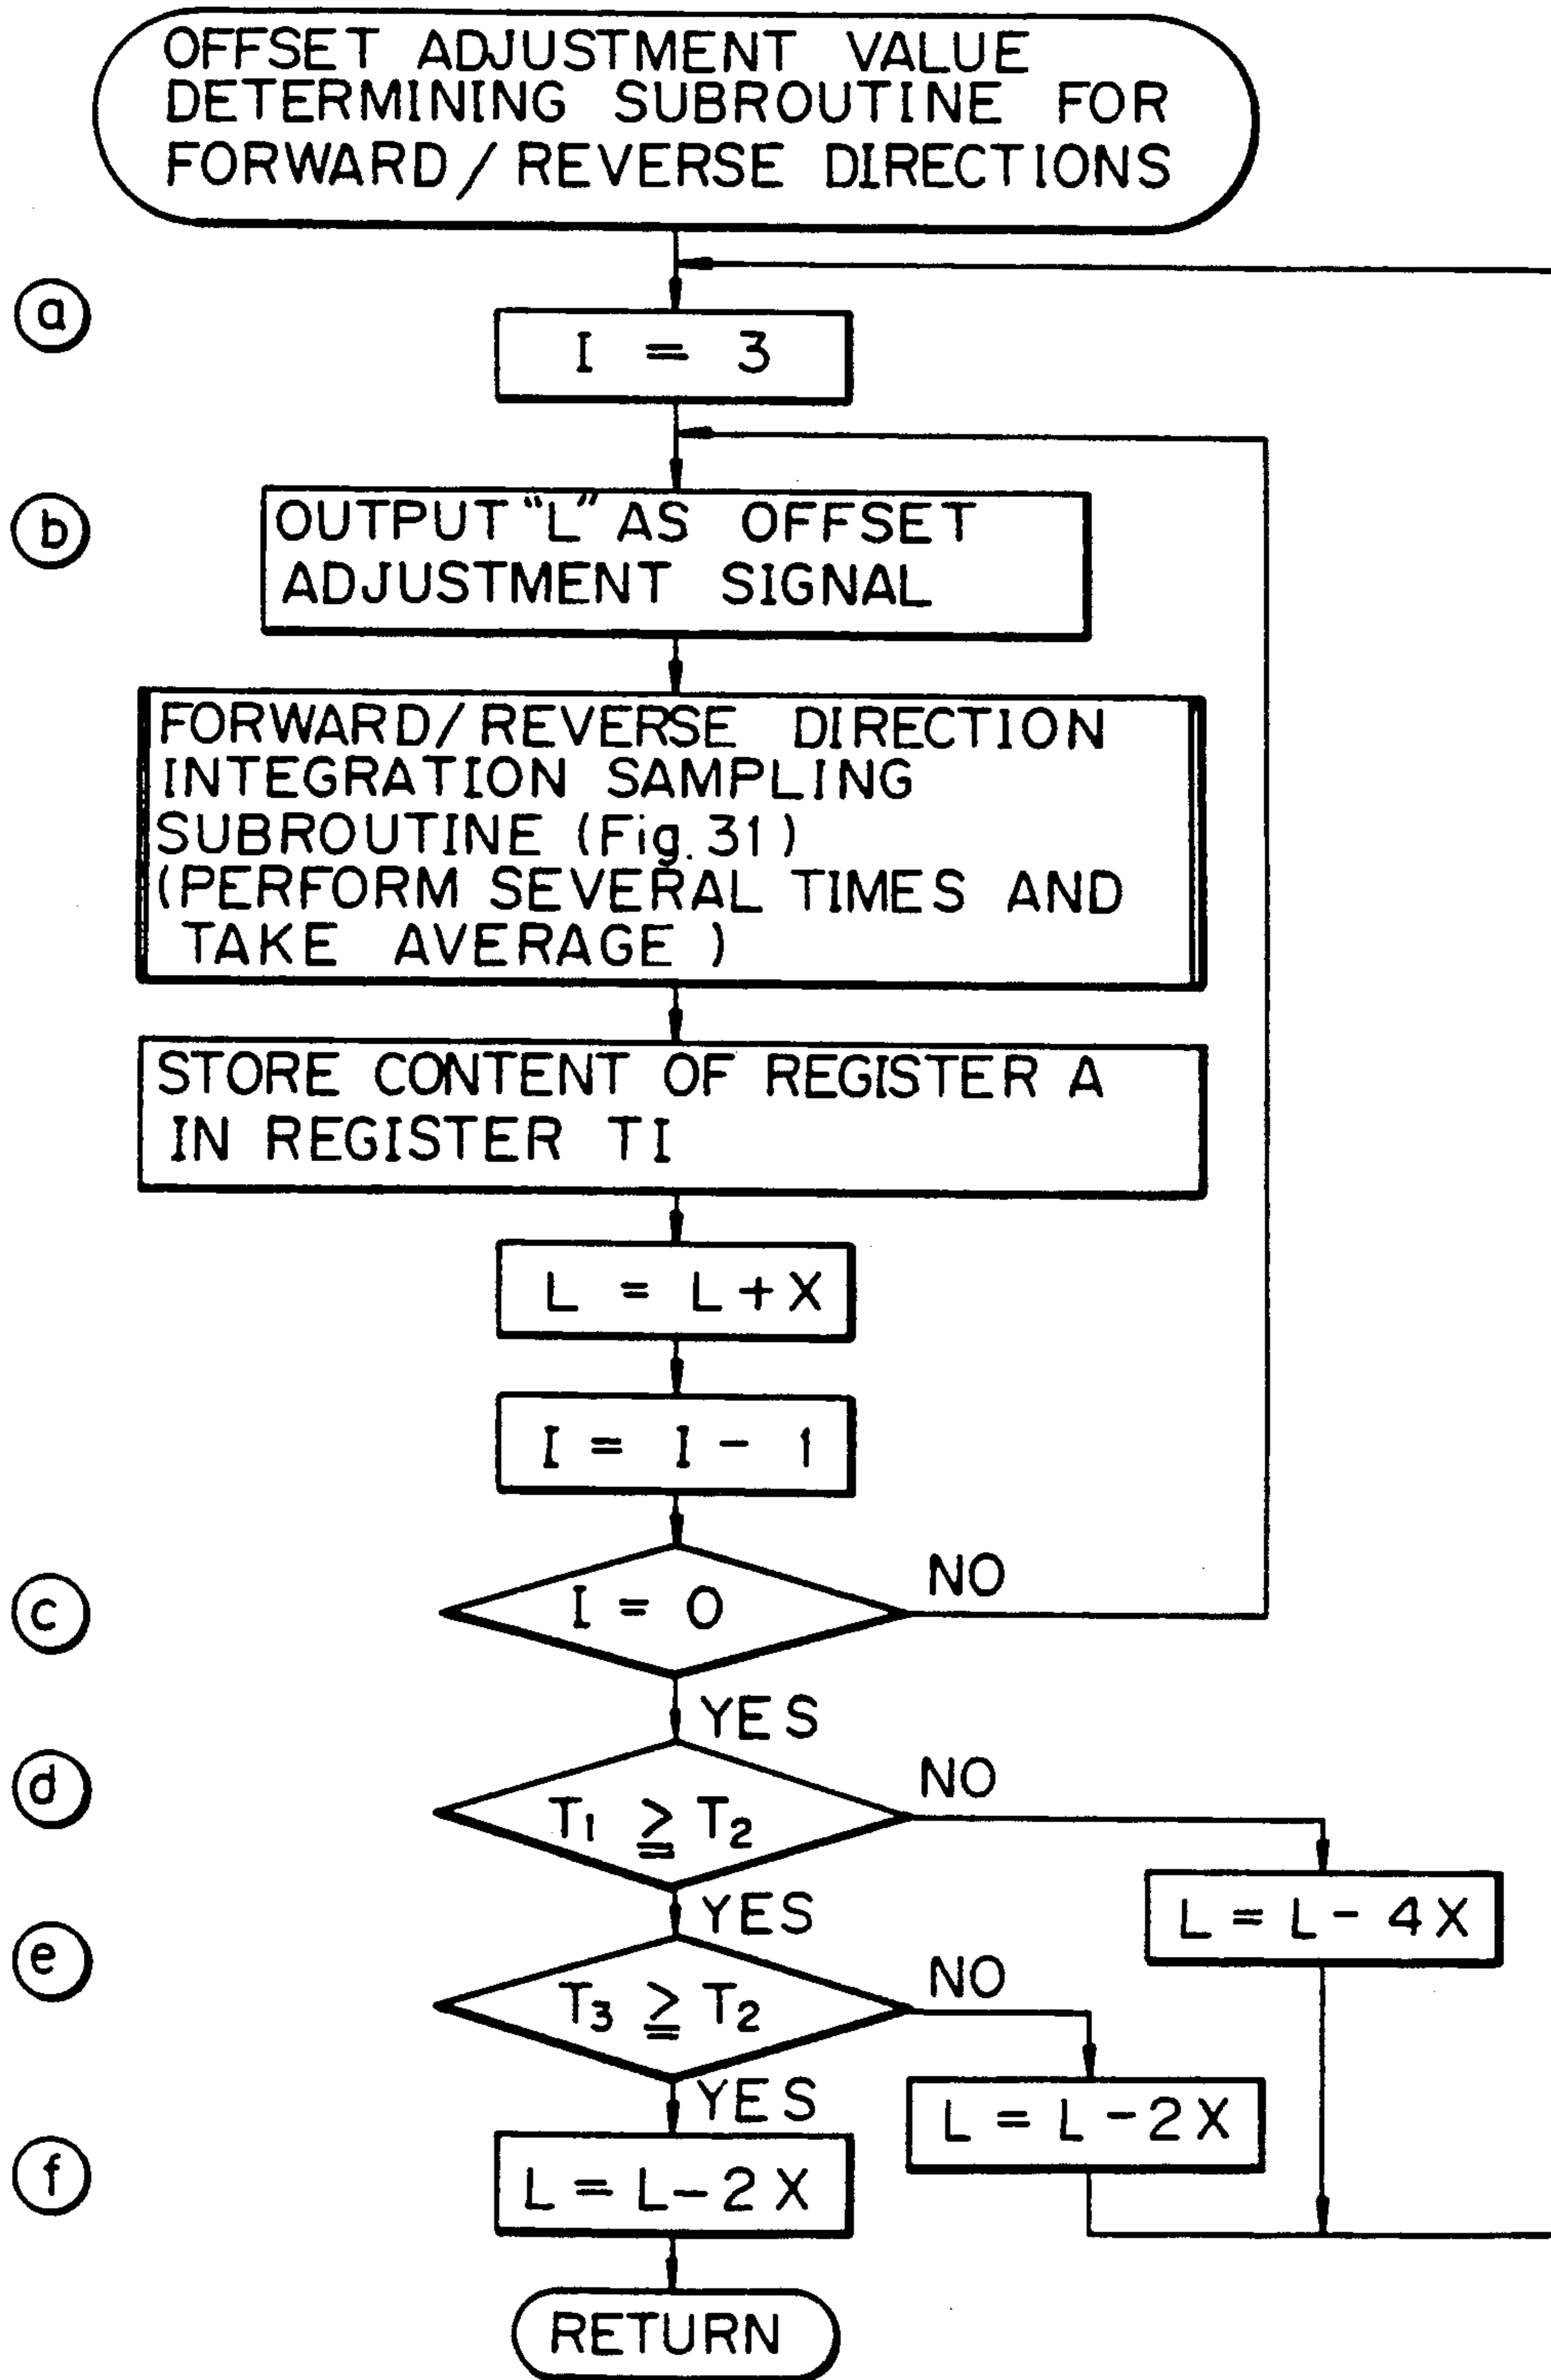 OFFSET ADJUSTMENT VALUE
DETERMINING SUBROUTINE FOR
FORWARD/REVERSE DIRECTIONS
a
I = 3
b
OUTPUT "L" AS OFFSET
ADJUSTMENT SIGNAL
FORWARD/REVERSE DIRECTION
INTEGRATION SAMPLING
SUBROUTINE (Fig. 31)
(PERFORM SEVERAL TIMES AND
TAKE AVERAGE )
STORE CONTENT OF REGISTER A
IN REGISTER TI
L = L+X
I = I - 1
c
I = 0
NO
YES
d
T₁ ≧ T₂
NO
YES
L = L - 4X
e
T₃ ≧ T₂
NO
YES
L = L - 2X
f
L = L - 2X
RETURN